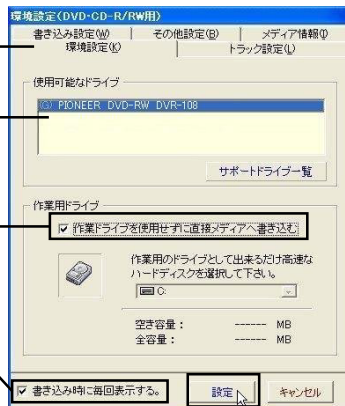 環境設定(DVD・CD-R/RW用)
書き込み設定(W) その他設定(B) メディア情報(I)
環境設定(K) トラック設定(L)
使用可能なドライブ
(G) PIONEER DVD-RW DVR-108
サポートドライブ一覧
作業用ドライブ
作業ドライブを使用せずに直接メディアへ書き込む
作業用のドライブとして出来るだけ高速な
ハードディスクを選択して下さい。
C:
空き容量： ------ MB
全容量： ------ MB
書き込み時に毎回表示する。
設定 キャンセル